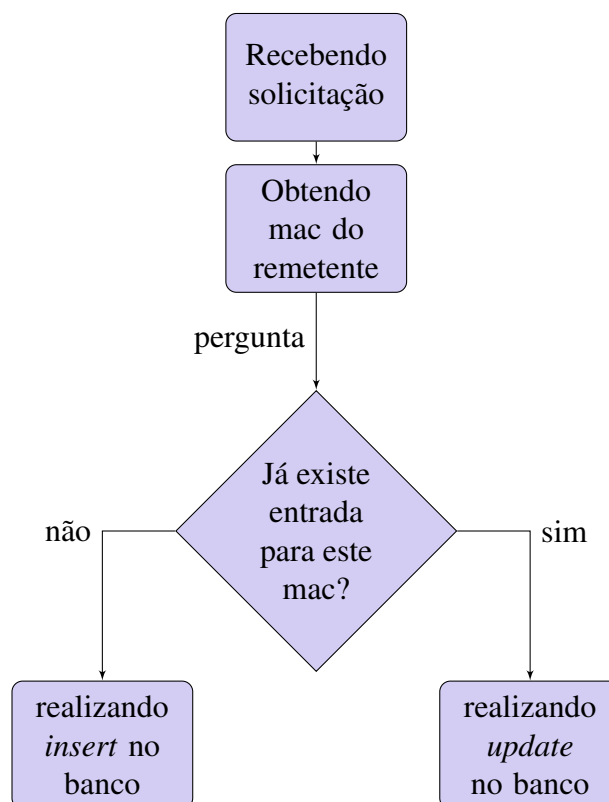 Recebendo
solicitação
Obtendo
mac do
remetente
pergunta
Já existe
entrada
para este
mac?
não
sim
realizando
insert no
banco
realizando
update
no banco